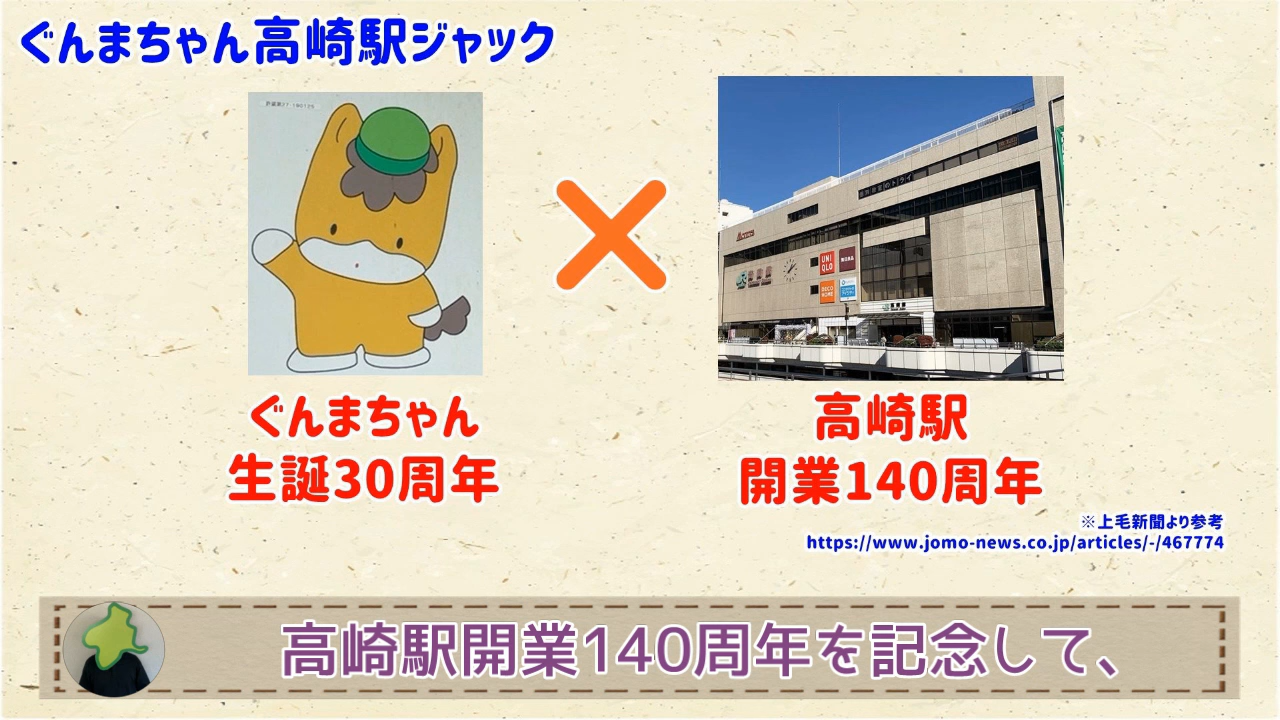 ぐんまちゃん高崎駅ジャック
UNI
QLO
ぐんまちゃん
生誕30周年
高崎駅
開業140周年
※上毛新聞より参考
https://www.jomo-news.co.jp/articles/-/467774
高崎駅開業140周年を記念して、